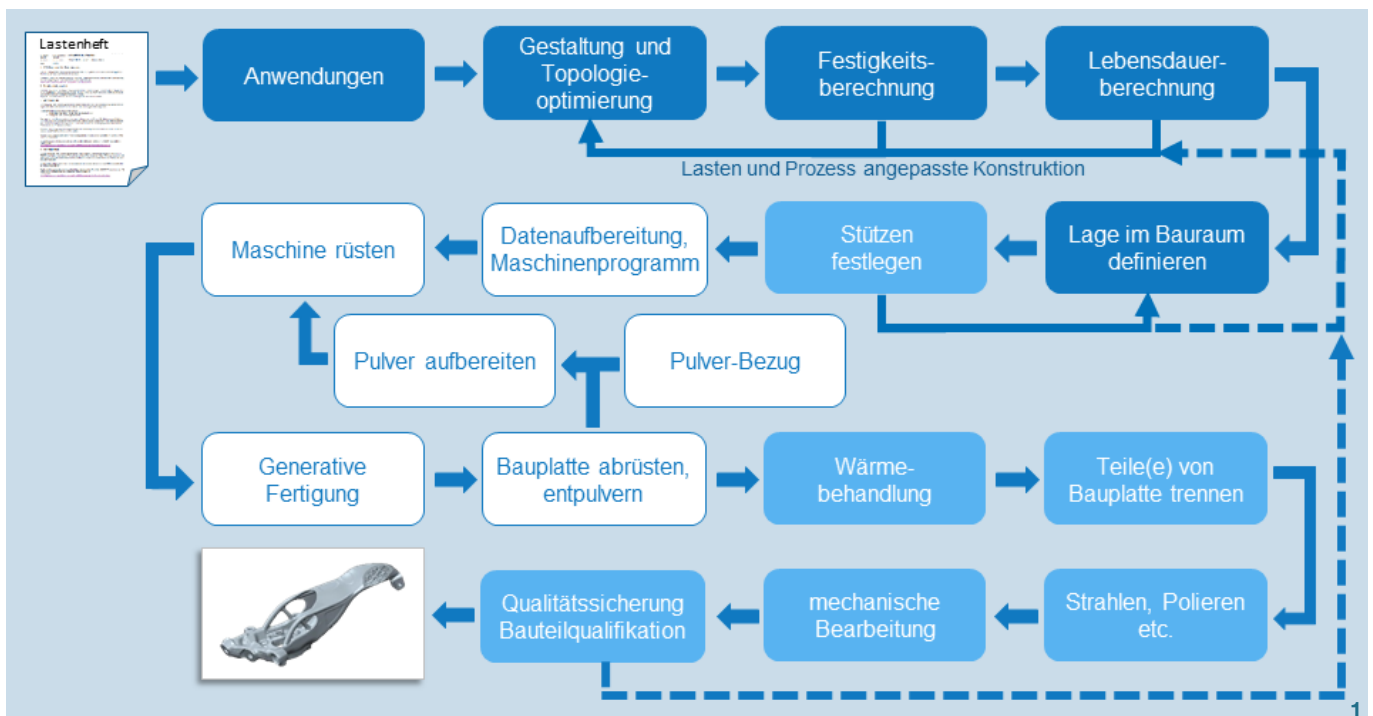 Lastenheft
Anwendungen
Gestaltung und
Topologie-
optimierung
Festigkeits-
berechnung
Lebensdauer-
berechnung
Lasten und Prozess angepasste Konstruktion
Maschine rüsten
Datenaufbereitung,
Maschinenprogramm
Stützen
festlegen
Lage im Bauraum
definieren
Pulver aufbereiten
Pulver-Bezug
Generative
Fertigung
Bauplatte abrüsten,
entpulvern
Wärme-
behandlung
Teile(e) von
Bauplatte trennen
Qualitätssicherung
Bauteilqualifikation
mechanische
Bearbeitung
Strahlen, Polieren
etc.
1